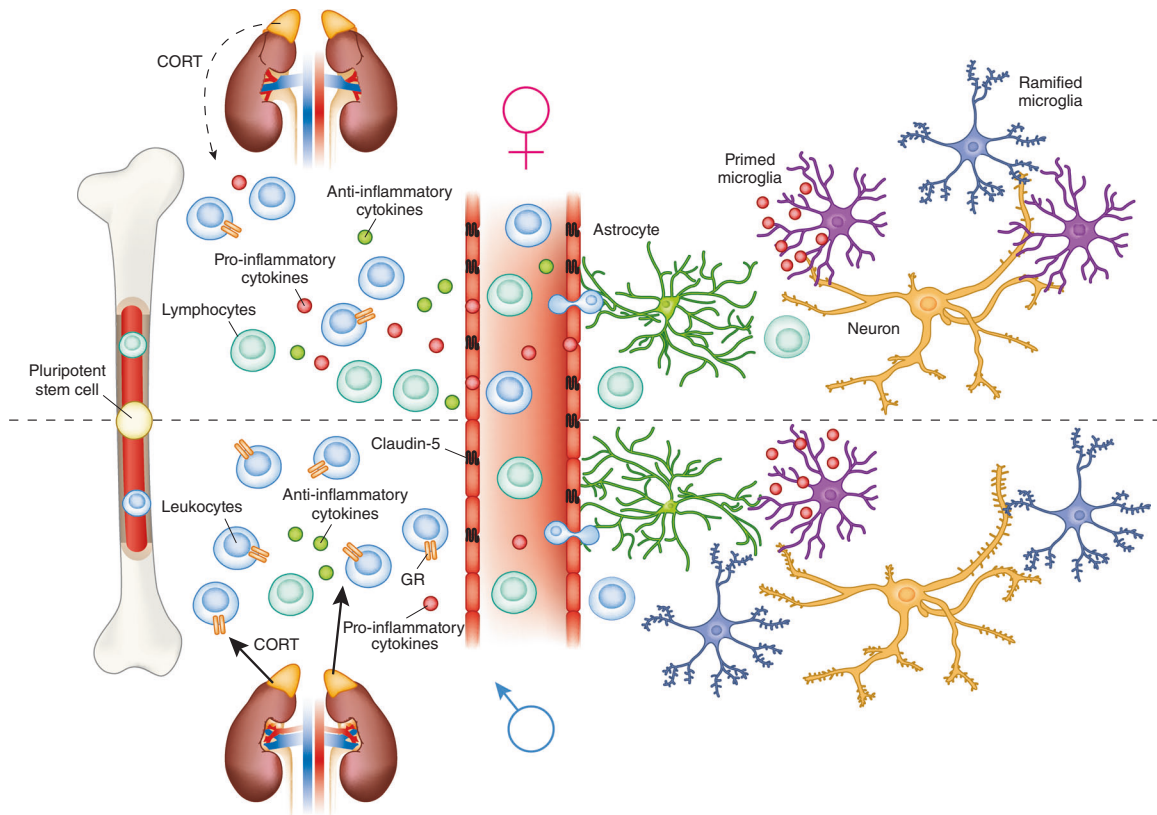 CORT
Ramified
microglia
Primed
microglia
Anti-inflammatory
cytokines
Astrocyte
Pro-inflammatory
cytokines
Lymphocytes
Neuron
Pluripotent
stem cell
Claudin-5
Leukocytes
Anti-inflammatory
cytokines
GR
Pro-inflammatory
cytokines
CORT